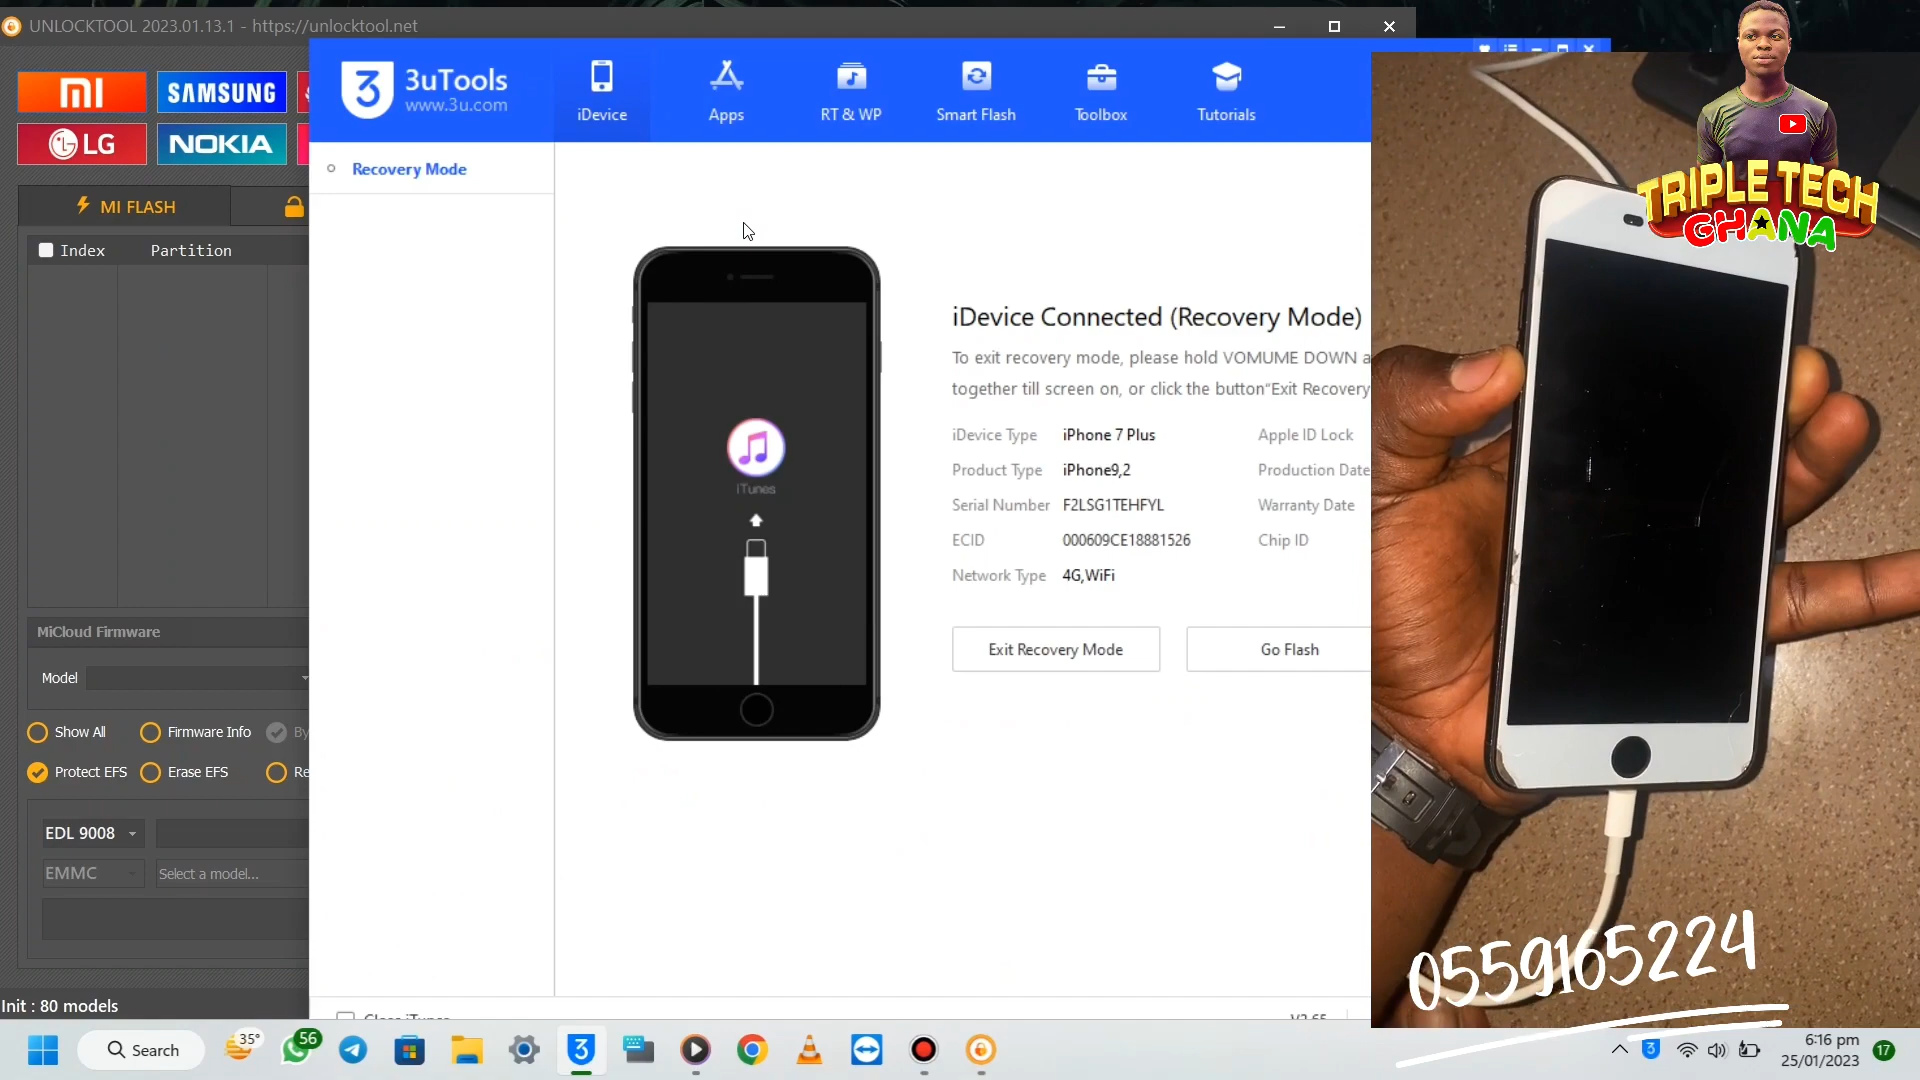 UNLOCKTOOL 2023.01.13.1 - https://unlocktool.net
mi
SAMSUNG
LG
NOKIA
MI FLASH
Index
Partition
MiCloud Firmware
Model
Show All
Firmware Info
By
Protect EFS
Erase EFS
Re
EDL 9008
EMMC
Select a model...
Init : 80 models
3
3uTools
www.3u.com
iDevice
Apps
RT & WP
Smart Flash
Toolbox
Tutorials
Recovery Mode
iTunes
iDevice Connected (Recovery Mode)
To exit recovery mode, please hold VOMUME DOWN a
together till screen on, or click the button“Exit Recovery
iDevice Type iPhone 7 Plus Apple ID Lock
Product Type iPhone9,2 Production Date
Serial Number F2LSG1TEHFYL Warranty Date
ECID 000609CE18881526 Chip ID
Network Type 4G,WiFi
Exit Recovery Mode
Go Flash
TRIPLE TECH
GHANA
0559165224
35°
Search
56
3
3
6:16 pm
25/01/2023
17